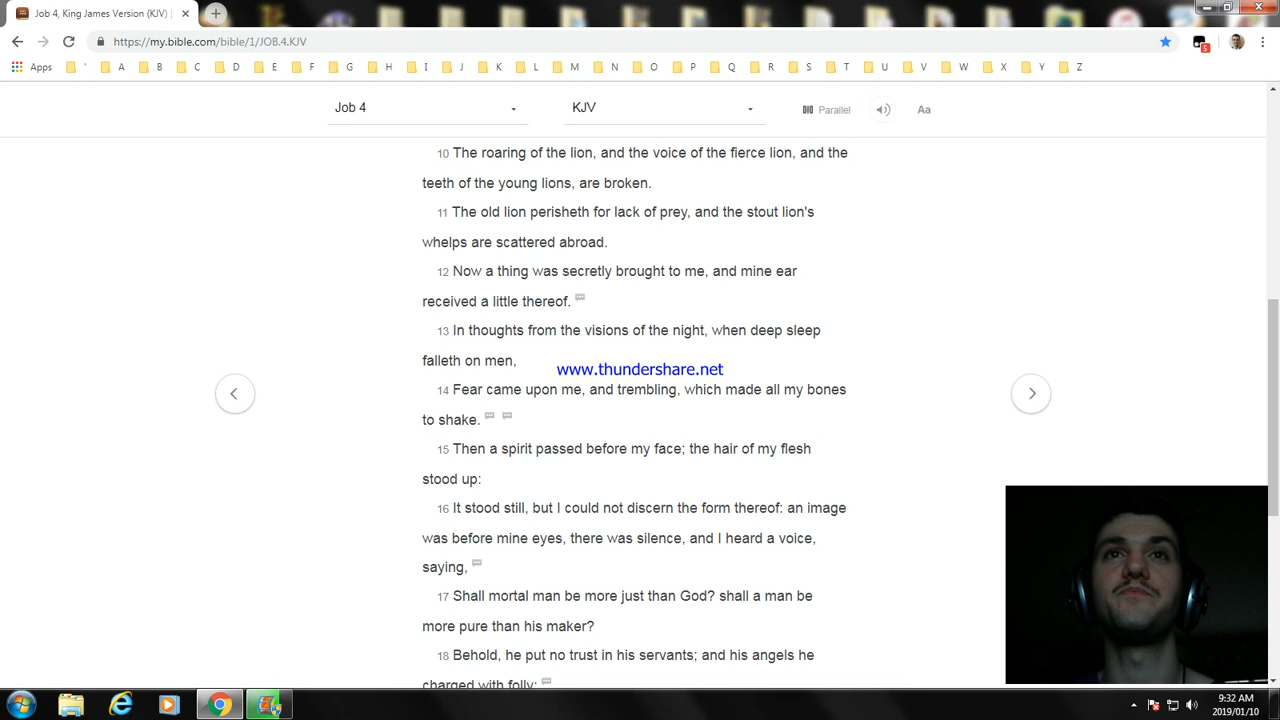 Job 4, King James Version (KJV) |
https://my.bible.com/bible/1/JOB.4.KJV
5
Apps ' A B C D E F G H I J K L M N O P Q R S T U V W X Y Z
Job 4 KJV Parallel Aa
10 The roaring of the lion, and the voice of the fierce lion, and the
teeth of the young lions, are broken.
11 The old lion perisheth for lack of prey, and the stout lion's
whelps are scattered abroad.
12 Now a thing was secretly brought to me, and mine ear
received a little thereof.
13 In thoughts from the visions of the night, when deep sleep
falleth on men,
www.thundershare.net
14 Fear came upon me, and trembling, which made all my bones
to shake.
15 Then a spirit passed before my face; the hair of my flesh
stood up:
16 It stood still, but I could not discern the form thereof: an image
was before mine eyes, there was silence, and I heard a voice,
saying,
17 Shall mortal man be more just than God? shall a man be
more pure than his maker?
18 Behold, he put no trust in his servants; and his angels he
charged with folly:
9:32 AM
2019/01/10